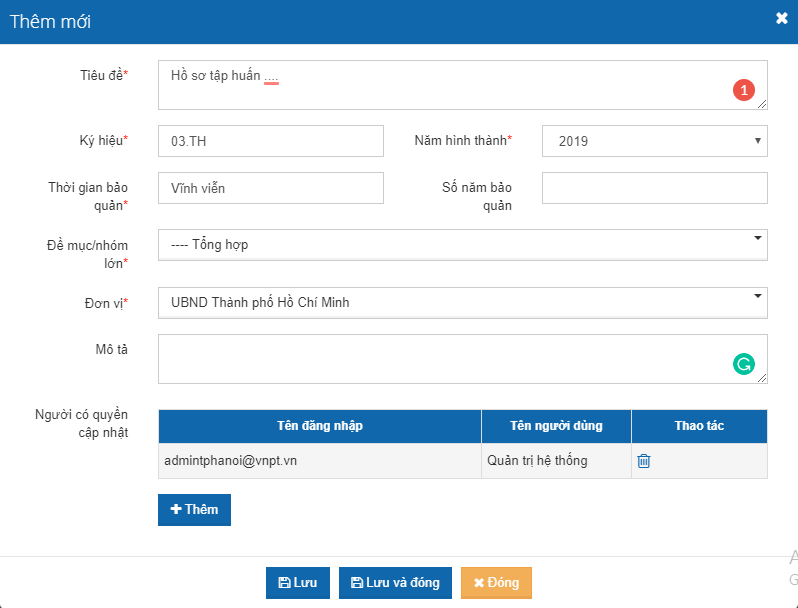 Thêm mới
Tiêu đề*
Hồ sơ tập huấn ....
1
Ký hiệu*
03.TH
Năm hình thành*
2019
Thời gian bảo
quản*
Vĩnh viễn
Số năm bảo
quản
Đề mục/nhóm
lớn*
---- Tổng hợp
Đơn vị*
UBND Thành phố Hồ Chí Minh
Mô tả
Người có quyền
cập nhật
Tên đăng nhập Tên người dùng Thao tác
admintphanoi@vnpt.vn Quản trị hệ thống
Thêm
Lưu Lưu và đóng Đóng